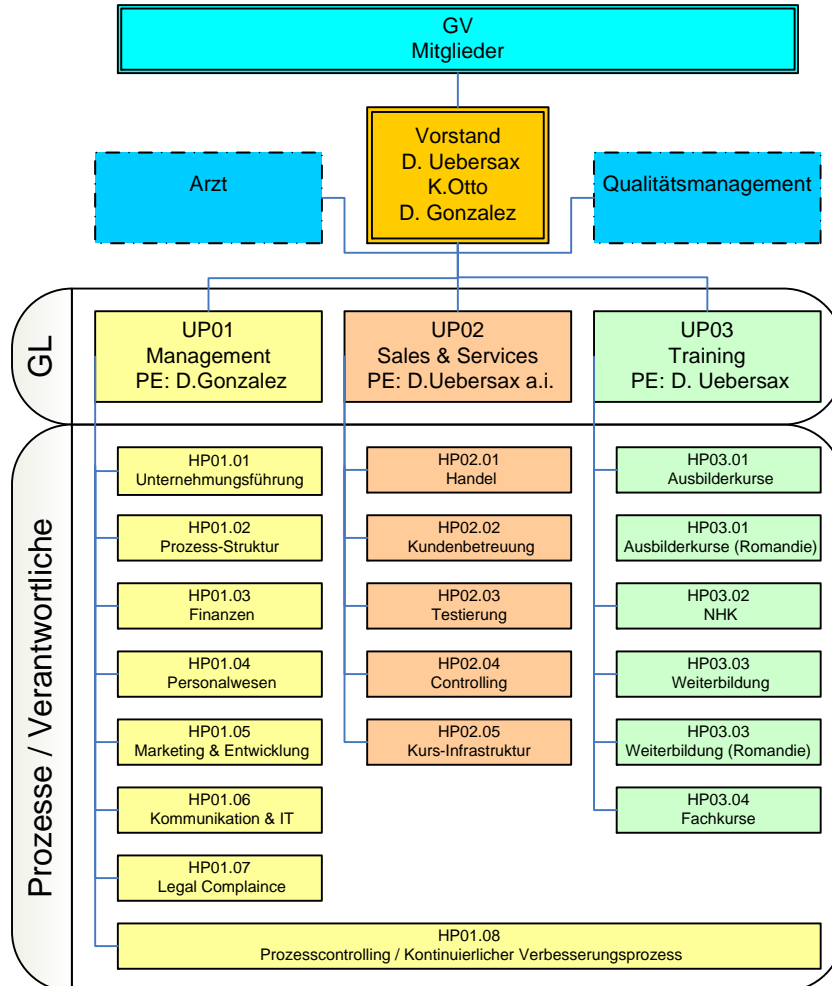 GV
Mitglieder
Vorstand
D. Uebersax
K.Otto
D. Gonzalez
Arzt
Qualitätsmanagement
GL
UP01
Management
PE: D.Gonzalez
UP02
Sales & Services
PE: D.Uebersax a.i.
UP03
Training
PE: D. Uebersax
Prozesse / Verantwortliche
HP01.01
Unternehmungsführung
HP01.02
Prozess-Struktur
HP01.03
Finanzen
HP01.04
Personalwesen
HP01.05
Marketing & Entwicklung
HP01.06
Kommunikation & IT
HP01.07
Legal Complaince
HP02.01
Handel
HP02.02
Kundenbetreuung
HP02.03
Testierung
HP02.04
Controlling
HP02.05
Kurs-Infrastruktur
HP03.01
Ausbilderkurse
HP03.01
Ausbilderkurse (Romandie)
HP03.02
NHK
HP03.03
Weiterbildung
HP03.03
Weiterbildung (Romandie)
HP03.04
Fachkurse
HP01.08
Prozesscontrolling / Kontinuierlicher Verbesserungsprozess